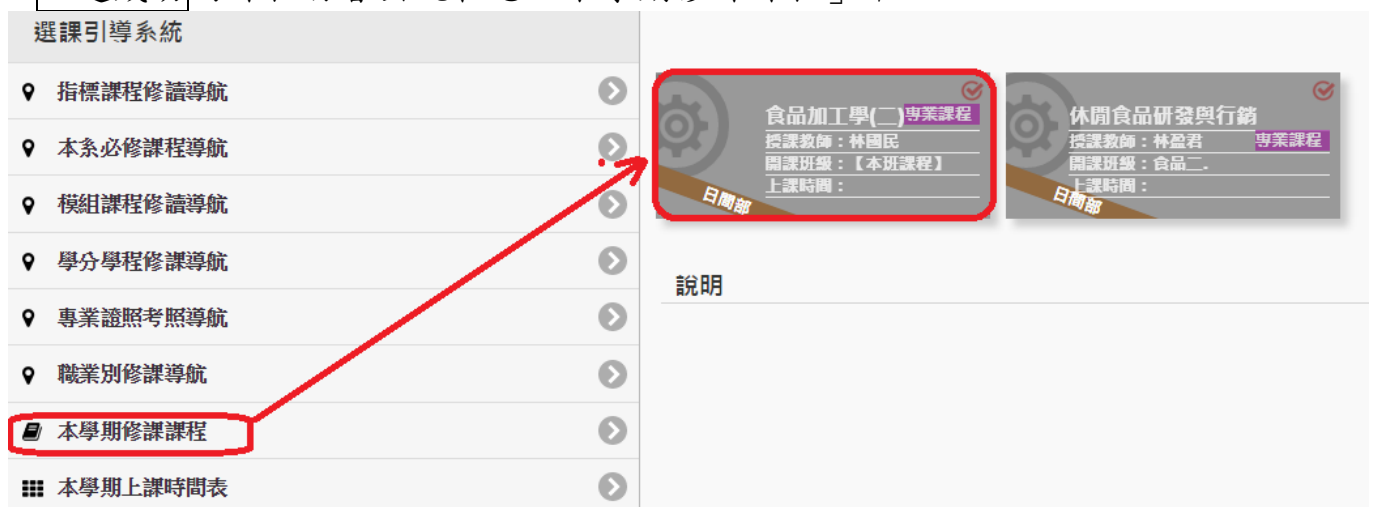 選課引導系統
指標課程修讀導航
本系必修課程導航
模組課程修讀導航
學分學程修課導航
專業證照考照導航
職業別修課導航
本學期修課課程
本學期上課時間表
食品加工學(二)專業課程
授課教師：林國民
開課班級：【本班課程】
上課時間：
日間部
休閒食品研發與行銷
授課教師：林盈君 專業課程
開課班級：食品二.
上課時間：
日間部
說明